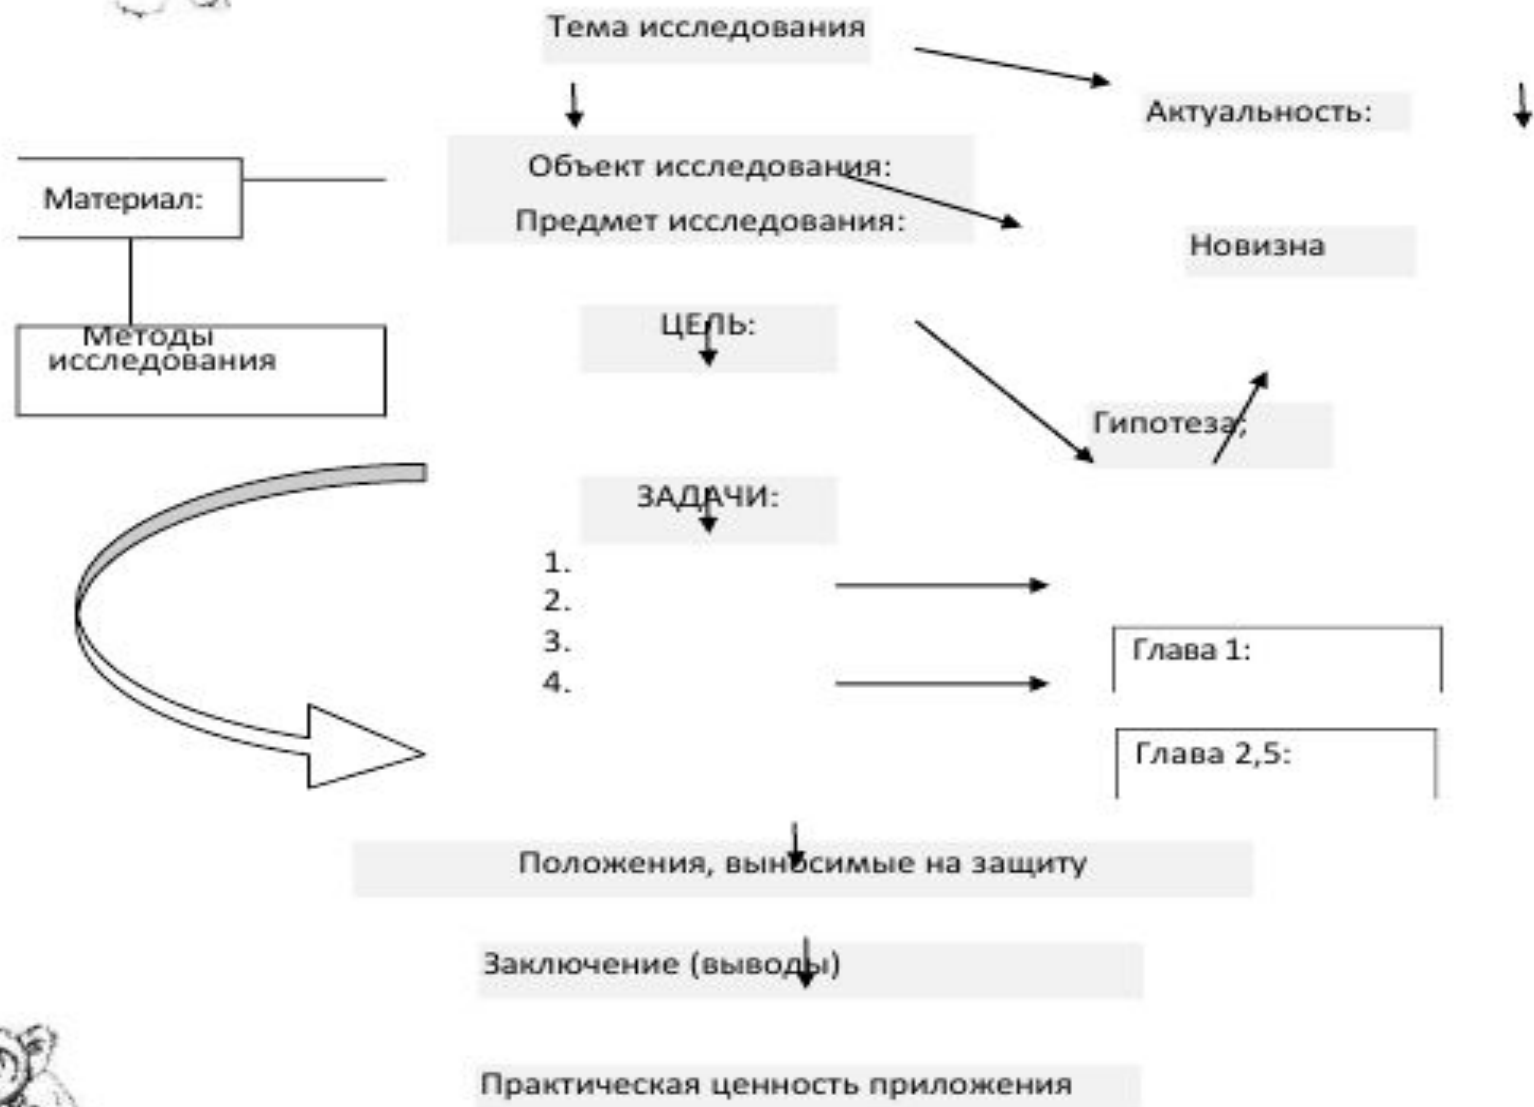 Тема исследования
Актуальность:
Объект исследования:
Материал:
Предмет исследования:
Новизна
ЦЕЛЬ:
Методы
исследования
Гипотеза;
ЗАДАЧИ:
1.
2.
3.
4.
Глава 1:
Глава 2,5:
Положения, выносимые на защиту
Заключение (выводы)
Практическая ценность приложения